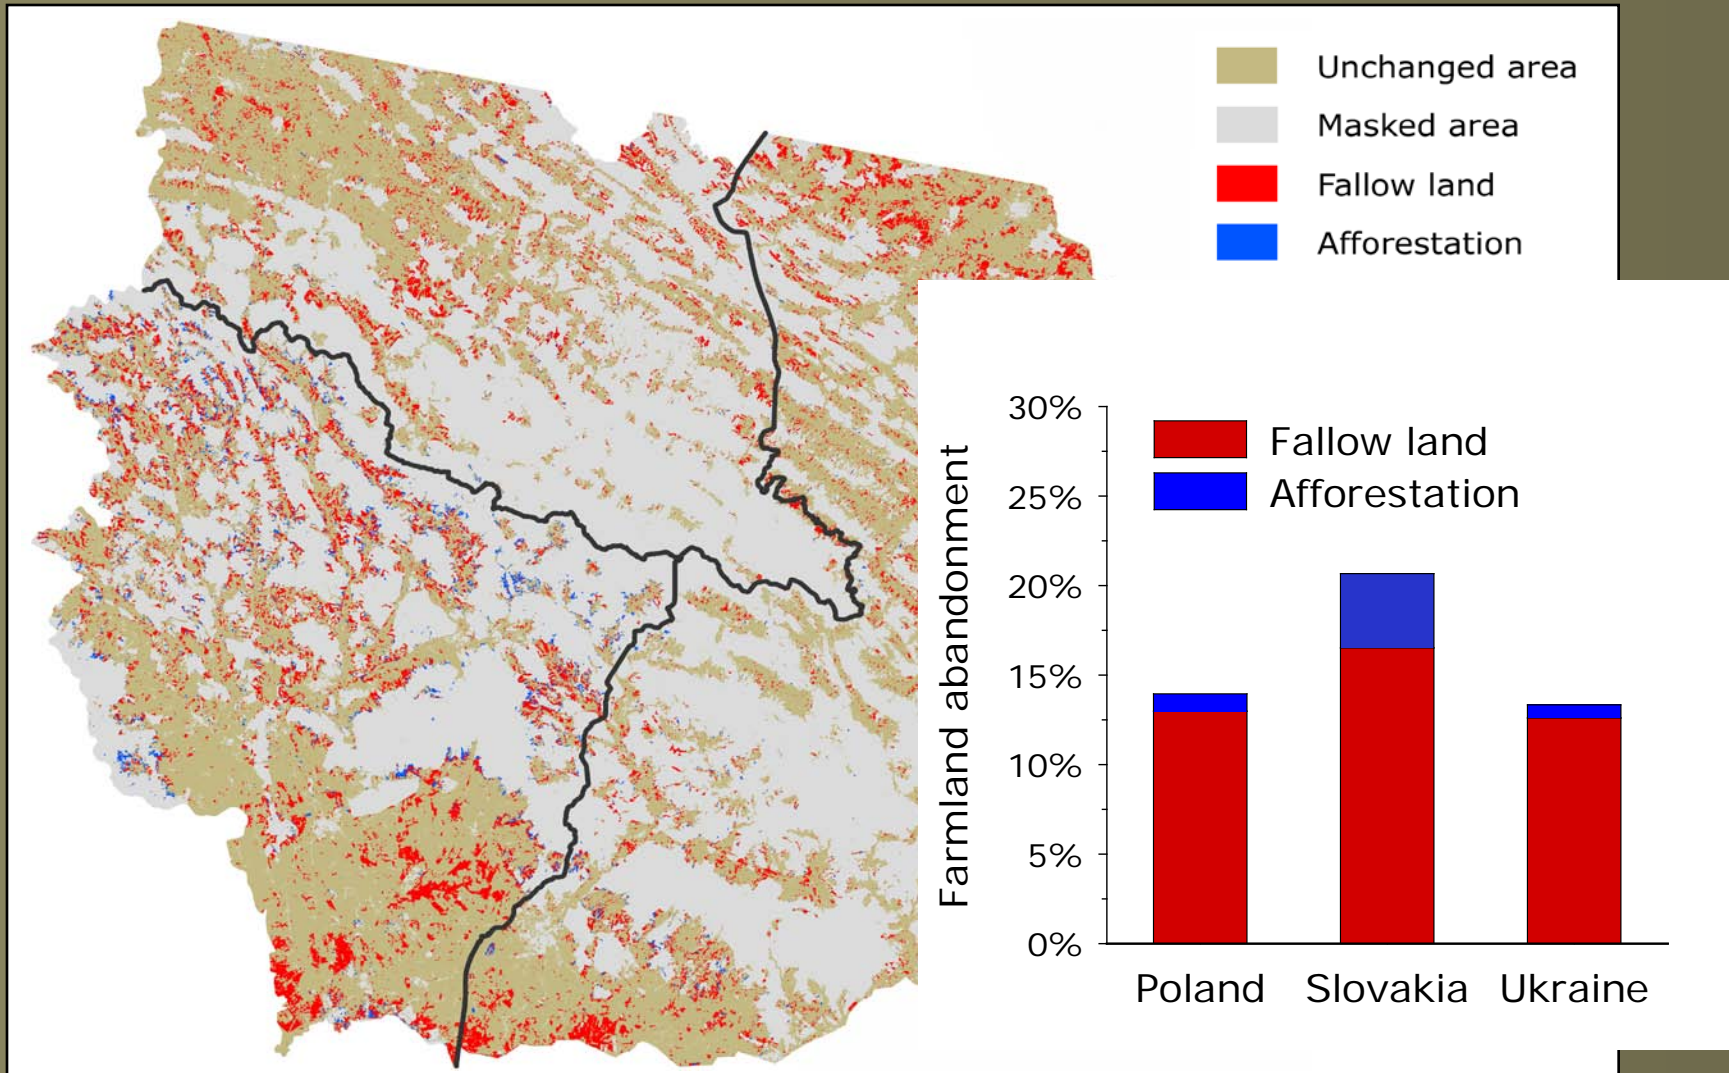 Unchanged area
Masked area
Fallow land
Afforestation
Farmland abandonment
30%
25%
20%
15%
10%
5%
0%
Fallow land
Afforestation
Poland Slovakia Ukraine